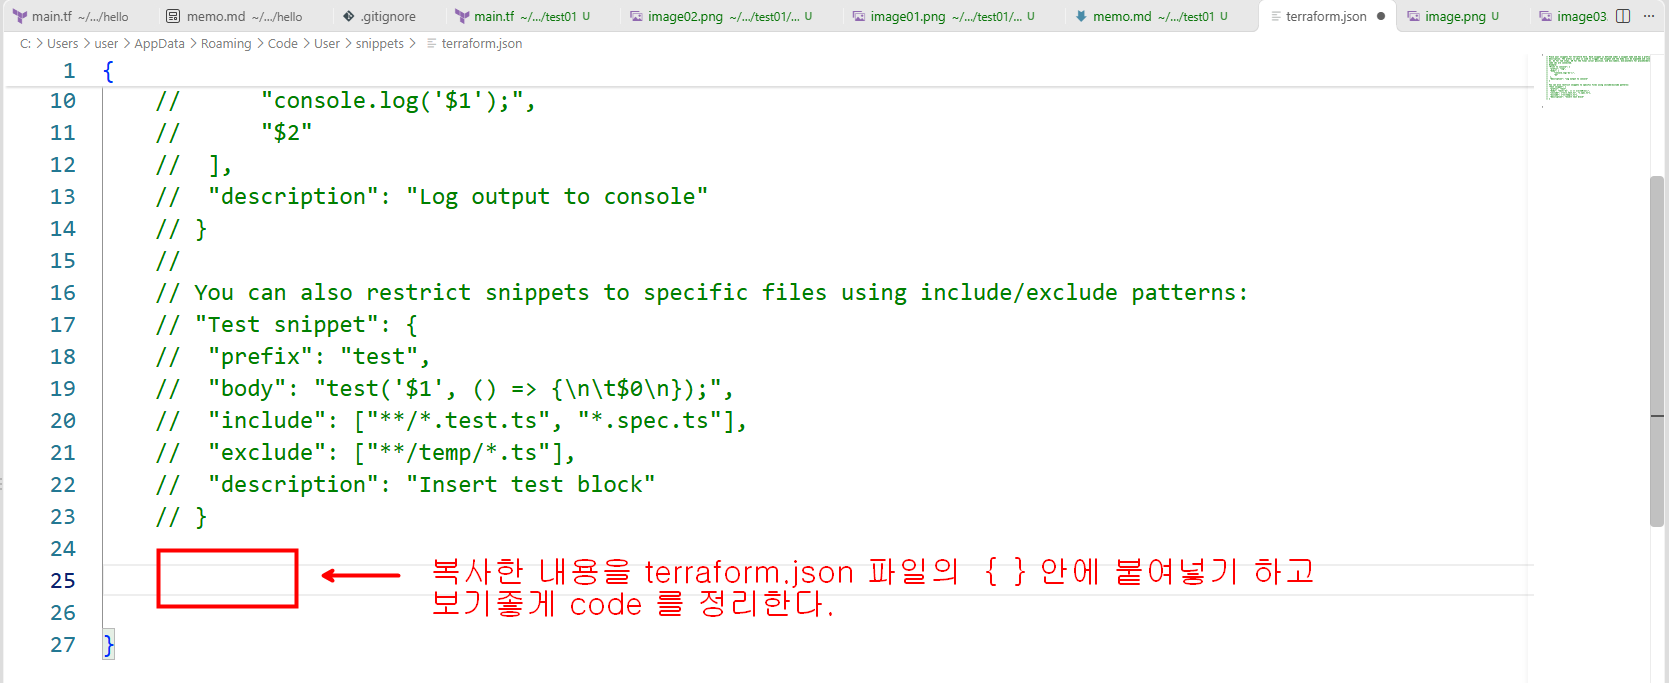 main.tf ~/.../hello memo.md ~/.../hello .gitignore main.tf ~/.../test01 U image02.png ~/.../test01/... U image01.png ~/.../test01/... U memo.md ~/.../test01 U terraform.json ● image.png U image03 ...
C: > Users > user > AppData > Roaming > Code > User > snippets > terraform.json
1 {
10 // "console.log('$1');",
11 // "$2"
12 // ],
13 // "description": "Log output to console"
14 // }
15 //
16 // You can also restrict snippets to specific files using include/exclude patterns:
17 // "Test snippet": {
18 // "prefix": "test",
19 // "body": "test('$1', () => {\n\t$0\n});",
20 // "include": ["**/*.test.ts", "*.spec.ts"],
21 // "exclude": ["**/temp/*.ts"],
22 // "description": "Insert test block"
23 // }
24
25 복사한 내용을 terraform.json 파일의 { } 안에 붙여넣기 하고
26 보기좋게 code 를 정리한다.
27 }